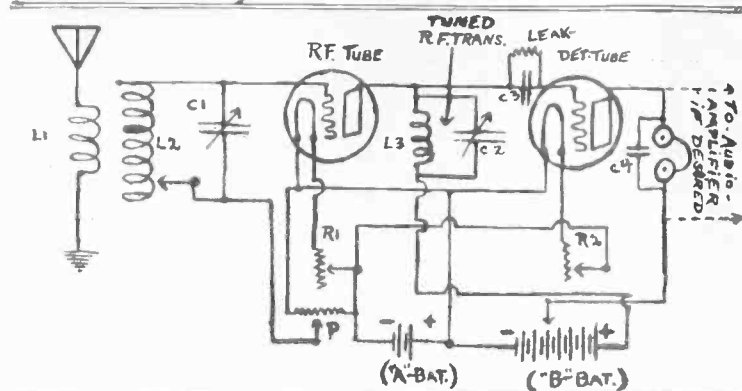 TUNED
R.F. TRANS.
LEAK-
R.F. TUBE
DET-TUBE
L1
L2
C1
L3
C2
C3
C4
R1
R2
P
- +
("A"-BAT.)
- +
("B"-BAT.)
TO-AUDIO-
AMPLIFIER
IF DESIRED